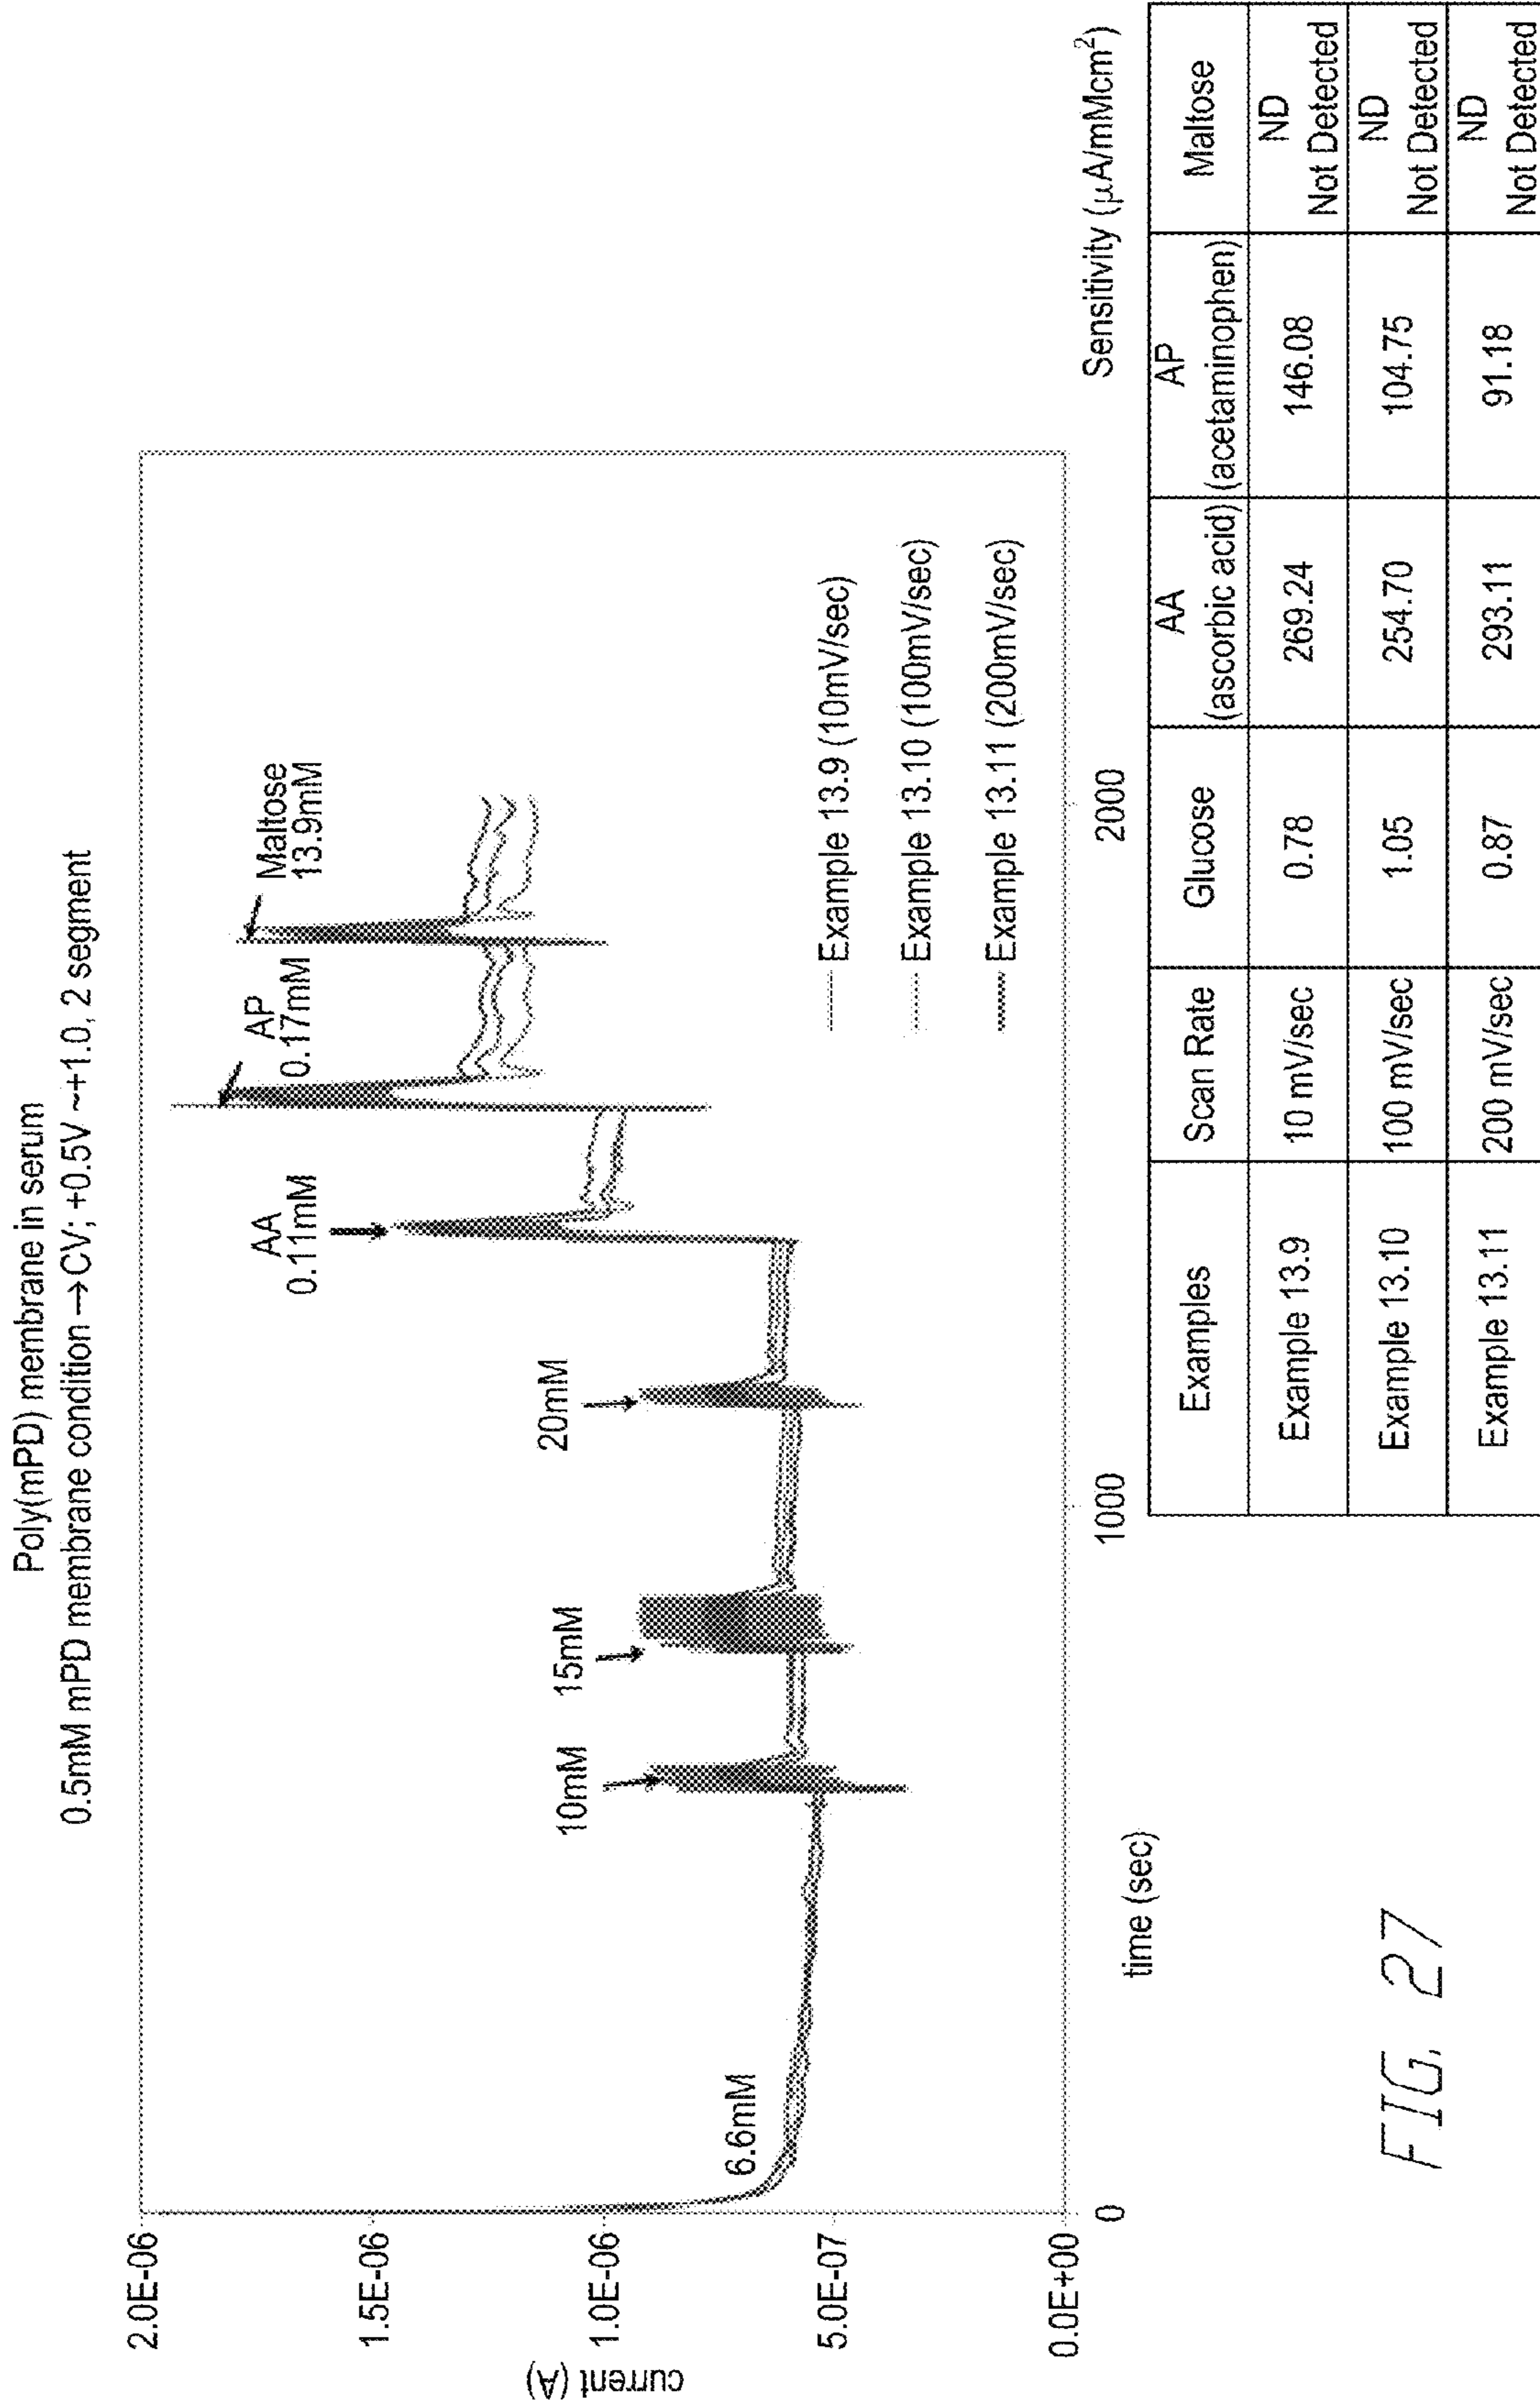 Poly(mPD) membrane in serum
0.5mM mPD membrane condition →CV; +0.5V ~+1.0, 2 segment
2.0E-06
1.5E-06
1.0E-06
5.0E-07
0.0E+00
current (A)
6.6mM
10mM
15mM
20mM
AA
0.11mM
AP
0.17mM
Maltose
13.9mM
Example 13.9 (10mV/sec)
Example 13.10 (100mV/sec)
Example 13.11 (200mV/sec)
0
1000
2000
time (sec)
Sensitivity (μA/mMcm²)
Examples Scan Rate Glucose AA (ascorbic acid) AP (acetaminophen) Maltose
Example 13.9 10 mV/sec 0.78 269.24 146.08 ND Not Detected
Example 13.10 100 mV/sec 1.05 254.70 104.75 ND Not Detected
Example 13.11 200 mV/sec 0.87 293.11 91.18 ND Not Detected
FIG. 27